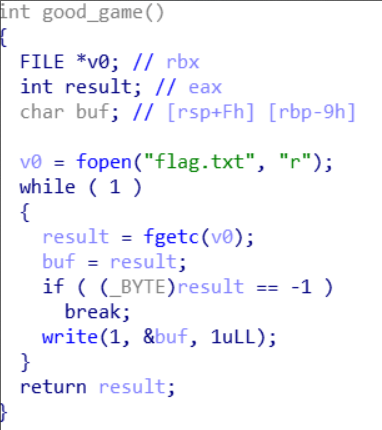 int good_game()
{
FILE *v0; // rbx
int result; // eax
char buf; // [rsp+Fh] [rbp-9h]
v0 = fopen("flag.txt", "r");
while ( 1 )
{
result = fgetc(v0);
buf = result;
if ( (_BYTE)result == -1 )
break;
write(1, &buf, 1uLL);
}
return result;
}